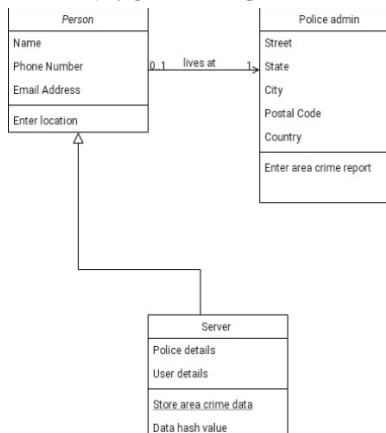 Person
Name
Phone Number
Email Address
Enter location
0..1 lives at 1
Police admin
Street
State
City
Postal Code
Country
Enter area crime report
Server
Police details
User details
Store area crime data
Data hash value